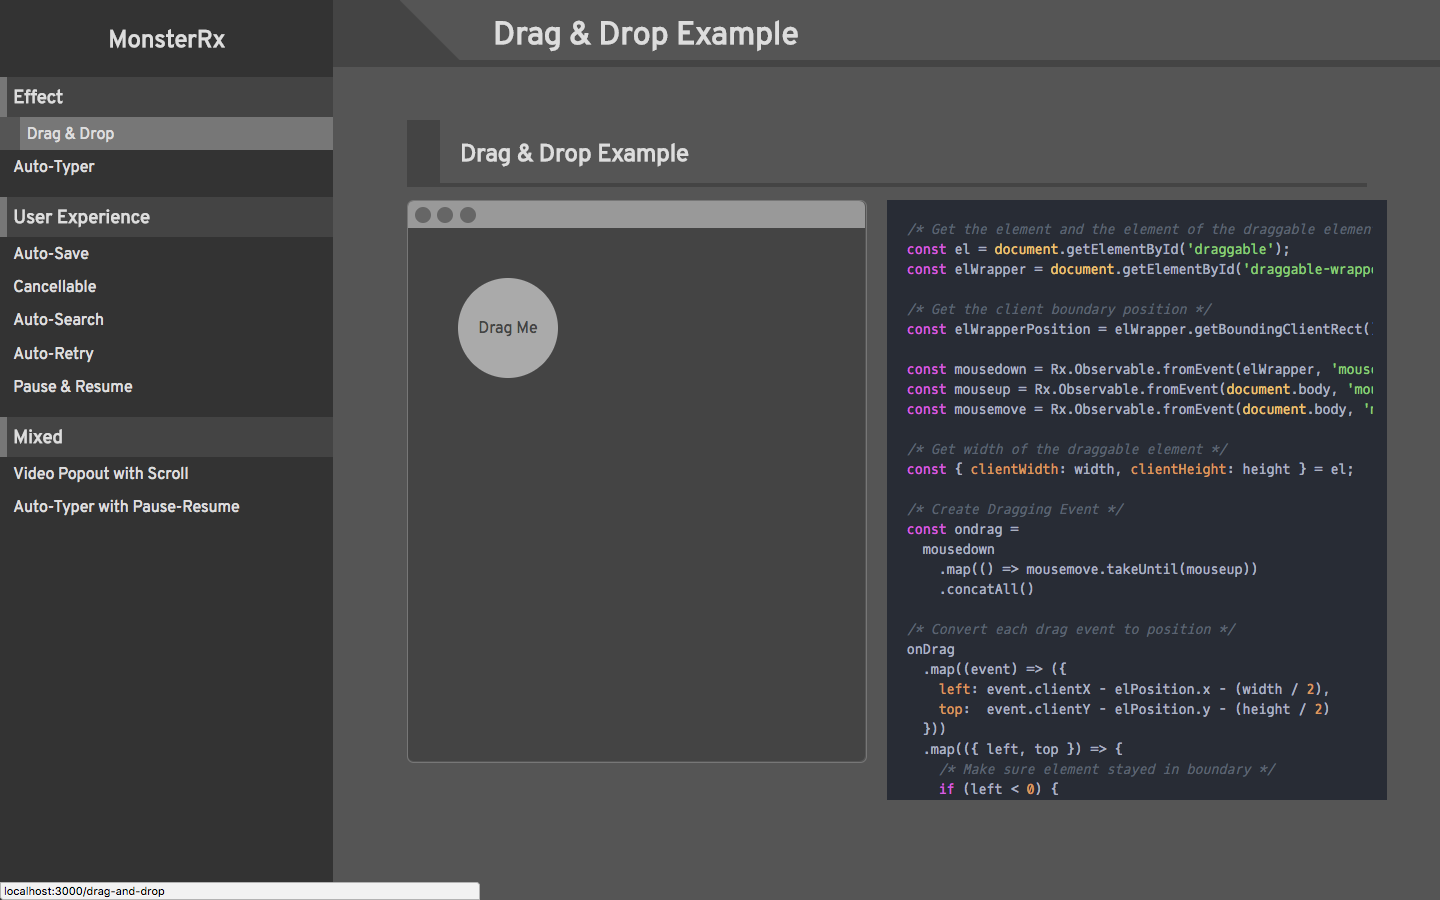 MonsterRx
Effect
Drag & Drop
Auto-Typer
User Experience
Auto-Save
Cancellable
Auto-Search
Auto-Retry
Pause & Resume
Mixed
Video Popout with Scroll
Auto-Typer with Pause-Resume
Drag & Drop Example
Drag & Drop Example
Drag Me
/* Get the element and the element of the draggable elemen
const el = document.getElementById('draggable');
const elWrapper = document.getElementById('draggable-wrapp
/* Get the client boundary position */
const elWrapperPosition = elWrapper.getBoundingClientRect(
const mousedown = Rx.Observable.fromEvent(elWrapper, 'mous
const mouseup = Rx.Observable.fromEvent(document.body, 'mo
const mousemove = Rx.Observable.fromEvent(document.body, '
/* Get width of the draggable element */
const { clientWidth: width, clientHeight: height } = el;
/* Create Dragging Event */
const ondrag =
mousedown
.map(() => mousemove.takeUntil(mouseup))
.concatAll()
/* Convert each drag event to position */
onDrag
.map((event) => ({
left: event.clientX - elPosition.x - (width / 2),
top:  event.clientY - elPosition.y - (height / 2)
}))
.map(({ left, top }) => {
/* Make sure element stayed in boundary */
if (left < 0) {
localhost:3000/drag-and-drop